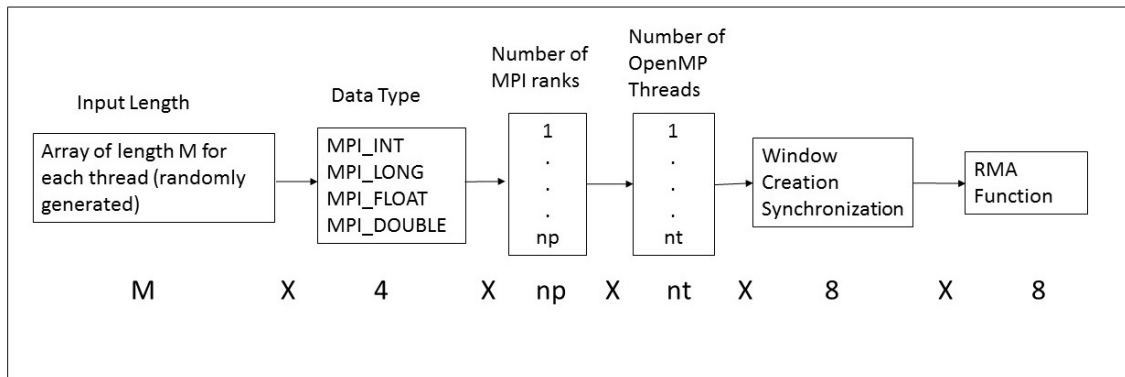 Input Length
Array of length M for
each thread (randomly
generated)
Data Type
MPI_INT
MPI_LONG
MPI_FLOAT
MPI_DOUBLE
Number of
MPI ranks
1
.
.
.
np
Number of
OpenMP
Threads
1
.
.
.
nt
Window
Creation
Synchronization
RMA
Function
M X 4 X np X nt X 8 X 8